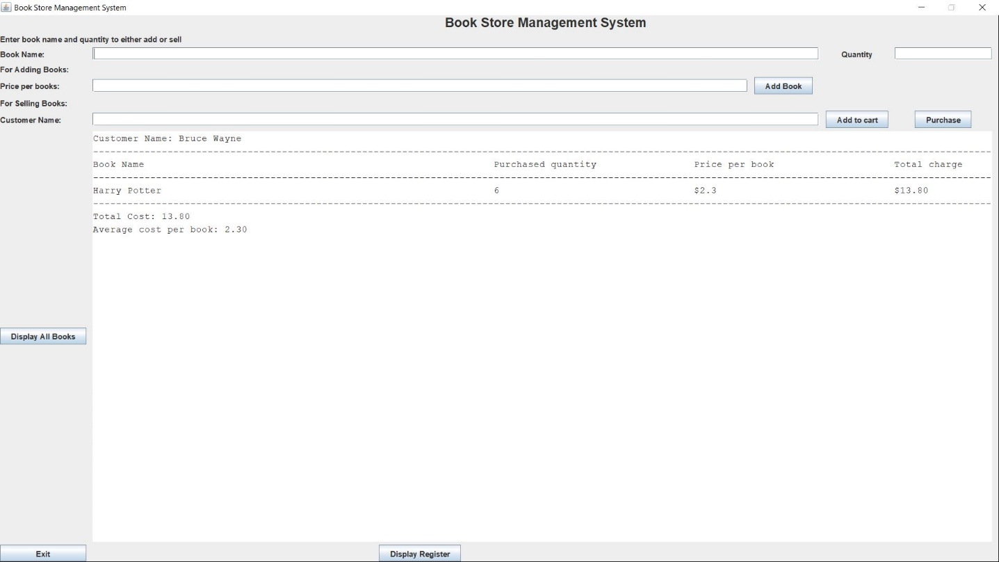 Book Store Management System
Book Store Management System
Enter book name and quantity to either add or sell
Book Name: Quantity
For Adding Books:
Price per books: Add Book
For Selling Books:
Customer Name: Add to cart Purchase
Customer Name: Bruce Wayne
Book Name Purchased quantity Price per book Total charge
Harry Potter 6 $2.3 $13.80
Total Cost: 13.80
Average cost per book: 2.30
Display All Books
Exit Display Register